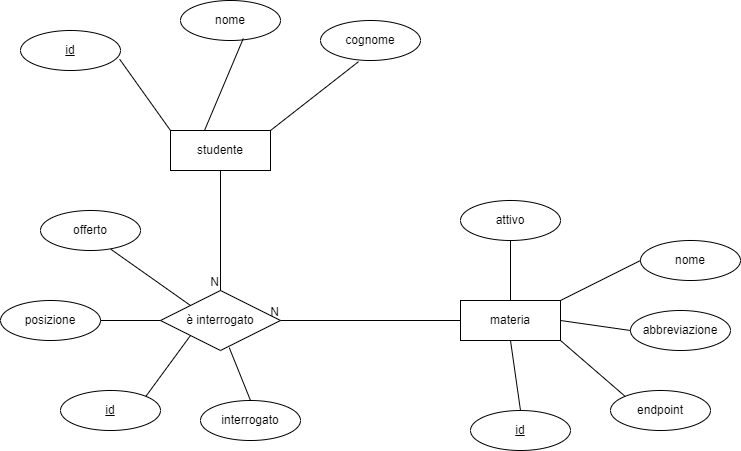 nome
id
cognome
studente
offerto
attivo
nome
N
N
posizione
è interrogato
materia
abbreviazione
id
interrogato
endpoint
id